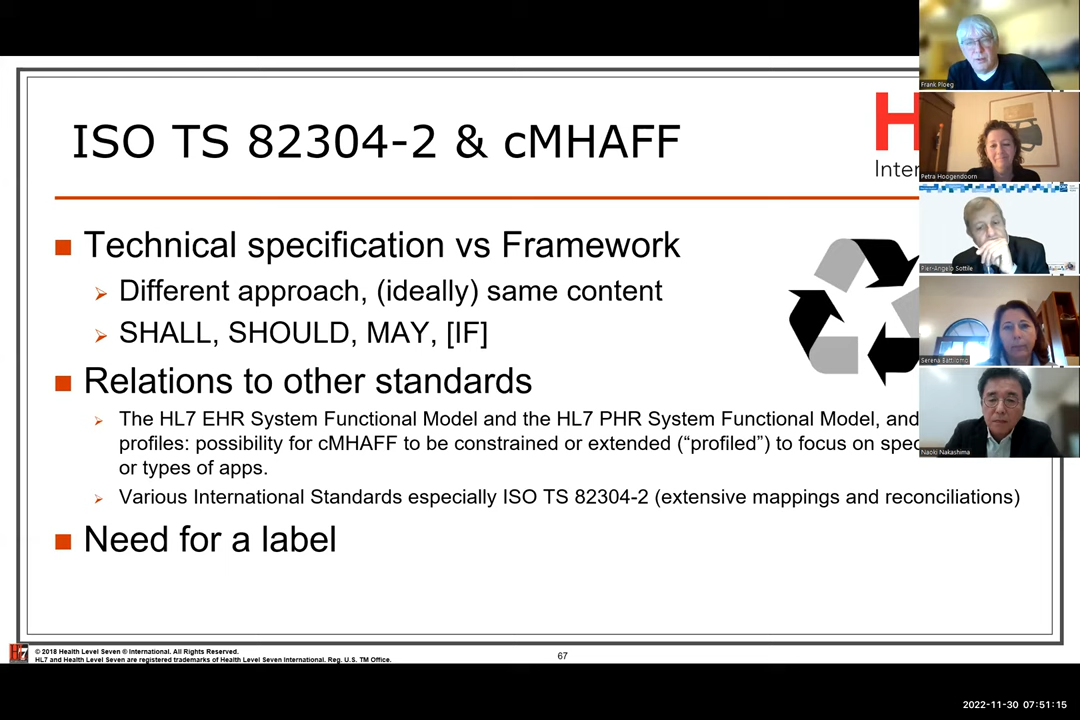 ISO TS 82304-2 & cMHAFF
H
Inter
Technical specification vs Framework
Different approach, (ideally) same content
SHALL, SHOULD, MAY, [IF]
Relations to other standards
The HL7 EHR System Functional Model and the HL7 PHR System Functional Model, and
profiles: possibility for cMHAFF to be constrained or extended (“profiled”) to focus on spec
or types of apps.
Various International Standards especially ISO TS 82304-2 (extensive mappings and reconciliations)
Need for a label
HL7
© 2018 Health Level Seven ® International. All Rights Reserved.
HL7 and Health Level Seven are registered trademarks of Health Level Seven International. Reg. U.S. TM Office.
67
Frank Ploeg
Petra Hoogendoorn
Pier-Angelo Sottile
Serena Battilomo
Naoki Nakashima
2022-11-30 07:51:15